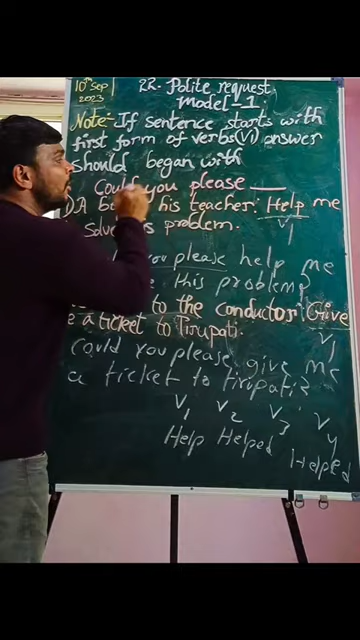 10th Sep 2023
22. Polite request
Model-1
Note- If sentence starts with
first form of verbs(V1) answer
should began with
Could you please ___
1) A b his teacher: Help me
solve problem. V1
you please help me
this problem?
to the conductor: Give
a ticket to Tirupati. V1
Could you please give me
a ticket to Tirupati?
V1 V2 V3 V4
Help Helped Helped